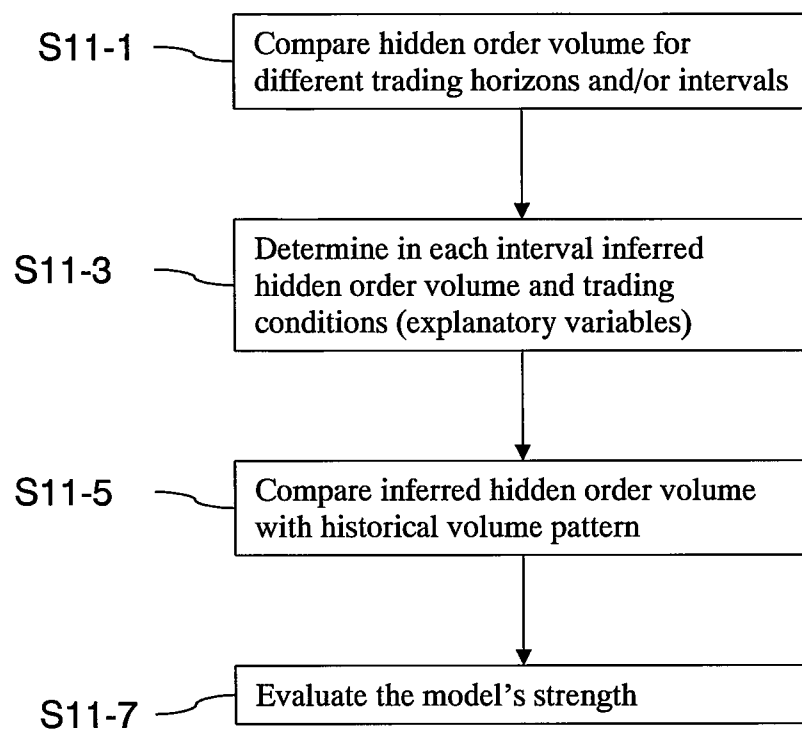 S11-1
Compare hidden order volume for
different trading horizons and/or intervals
S11-3
Determine in each interval inferred
hidden order volume and trading
conditions (explanatory variables)
S11-5
Compare inferred hidden order volume
with historical volume pattern
S11-7
Evaluate the model's strength